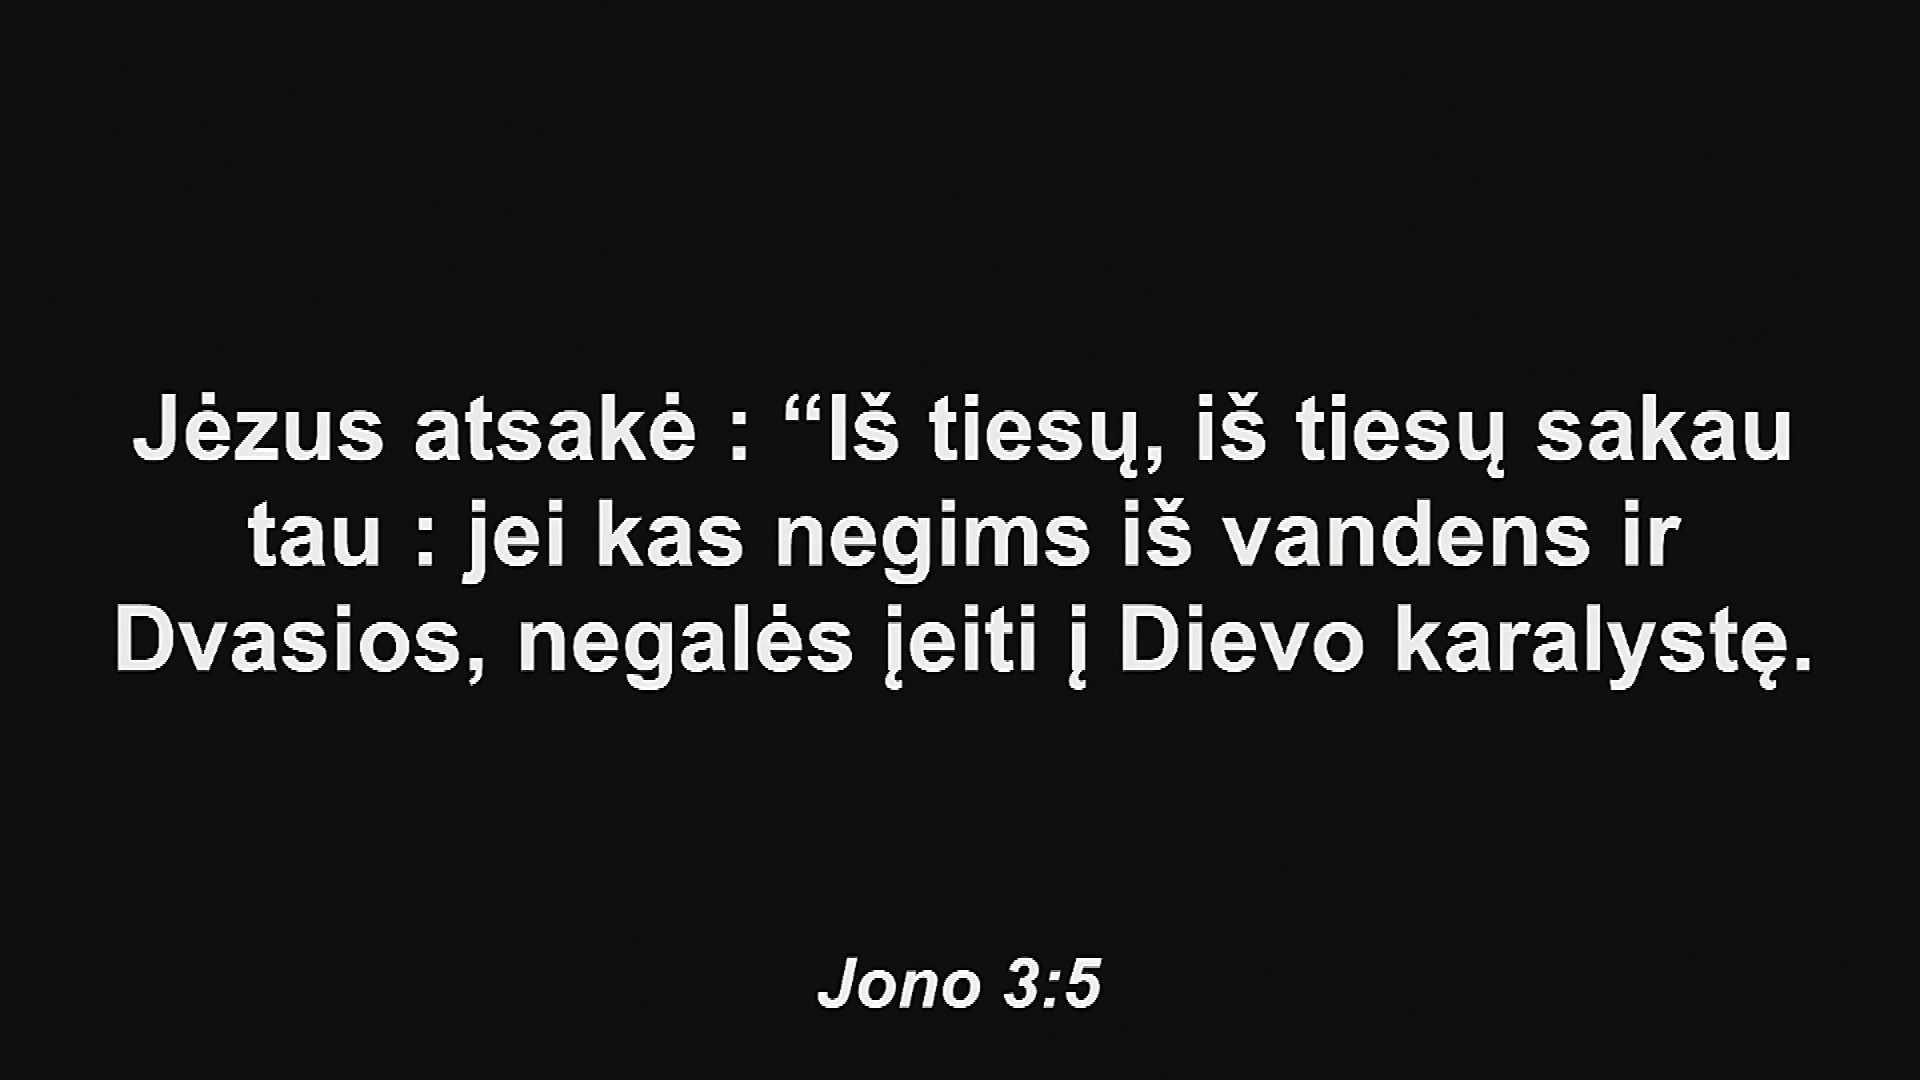 Jėzus atsakė : “Iš tiesų, iš tiesų sakau
tau : jei kas negims iš vandens ir
Dvasios, negalės įeiti į Dievo karalystę.
Jono 3:5